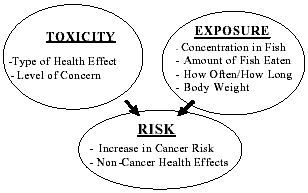 TOXICITY
-Type of Health Effect
- Level of Concern
EXPOSURE
- Concentration in Fish
- Amount of Fish Eaten
- How Often/How Long
- Body Weight
RISK
- Increase in Cancer Risk
- Non-Cancer Health Effects